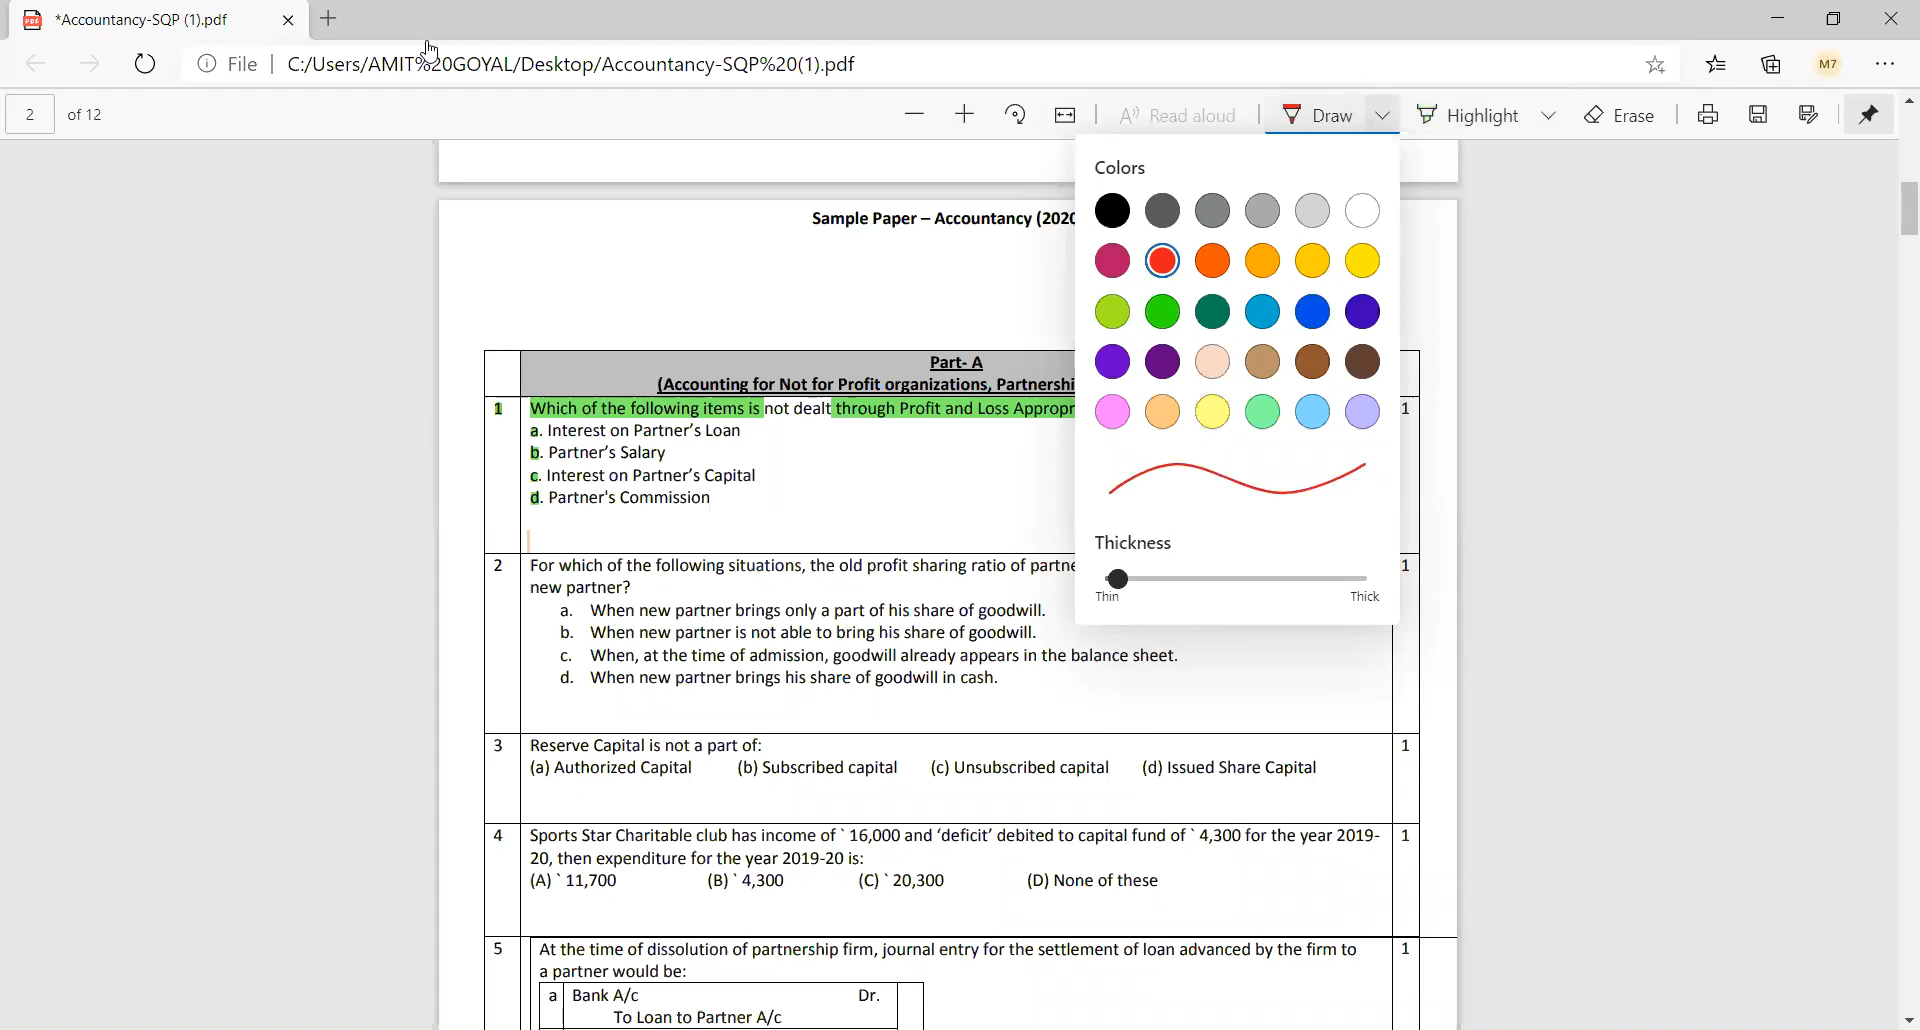 *Accountancy-SQP (1).pdf
File C:/Users/AMIT%20GOYAL/Desktop/Accountancy-SQP%20(1).pdf M7
2 of 12 Read aloud Draw Highlight Erase
Colors
Thickness
Thin Thick
Sample Paper – Accountancy (2020
Part- A
(Accounting for Not for Profit organizations, Partnershi
1 Which of the following items is not dealt through Profit and Loss Appropr 1
a. Interest on Partner’s Loan
b. Partner’s Salary
c. Interest on Partner’s Capital
d. Partner's Commission
2 For which of the following situations, the old profit sharing ratio of partne 1
new partner?
a. When new partner brings only a part of his share of goodwill.
b. When new partner is not able to bring his share of goodwill.
c. When, at the time of admission, goodwill already appears in the balance sheet.
d. When new partner brings his share of goodwill in cash.
3 Reserve Capital is not a part of: 1
(a) Authorized Capital (b) Subscribed capital (c) Unsubscribed capital (d) Issued Share Capital
4 Sports Star Charitable club has income of ` 16,000 and ‘deficit’ debited to capital fund of ` 4,300 for the year 2019- 1
20, then expenditure for the year 2019-20 is:
(A) ` 11,700 (B) ` 4,300 (C) ` 20,300 (D) None of these
5 At the time of dissolution of partnership firm, journal entry for the settlement of loan advanced by the firm to 1
a partner would be:
a Bank A/c Dr.
To Loan to Partner A/c